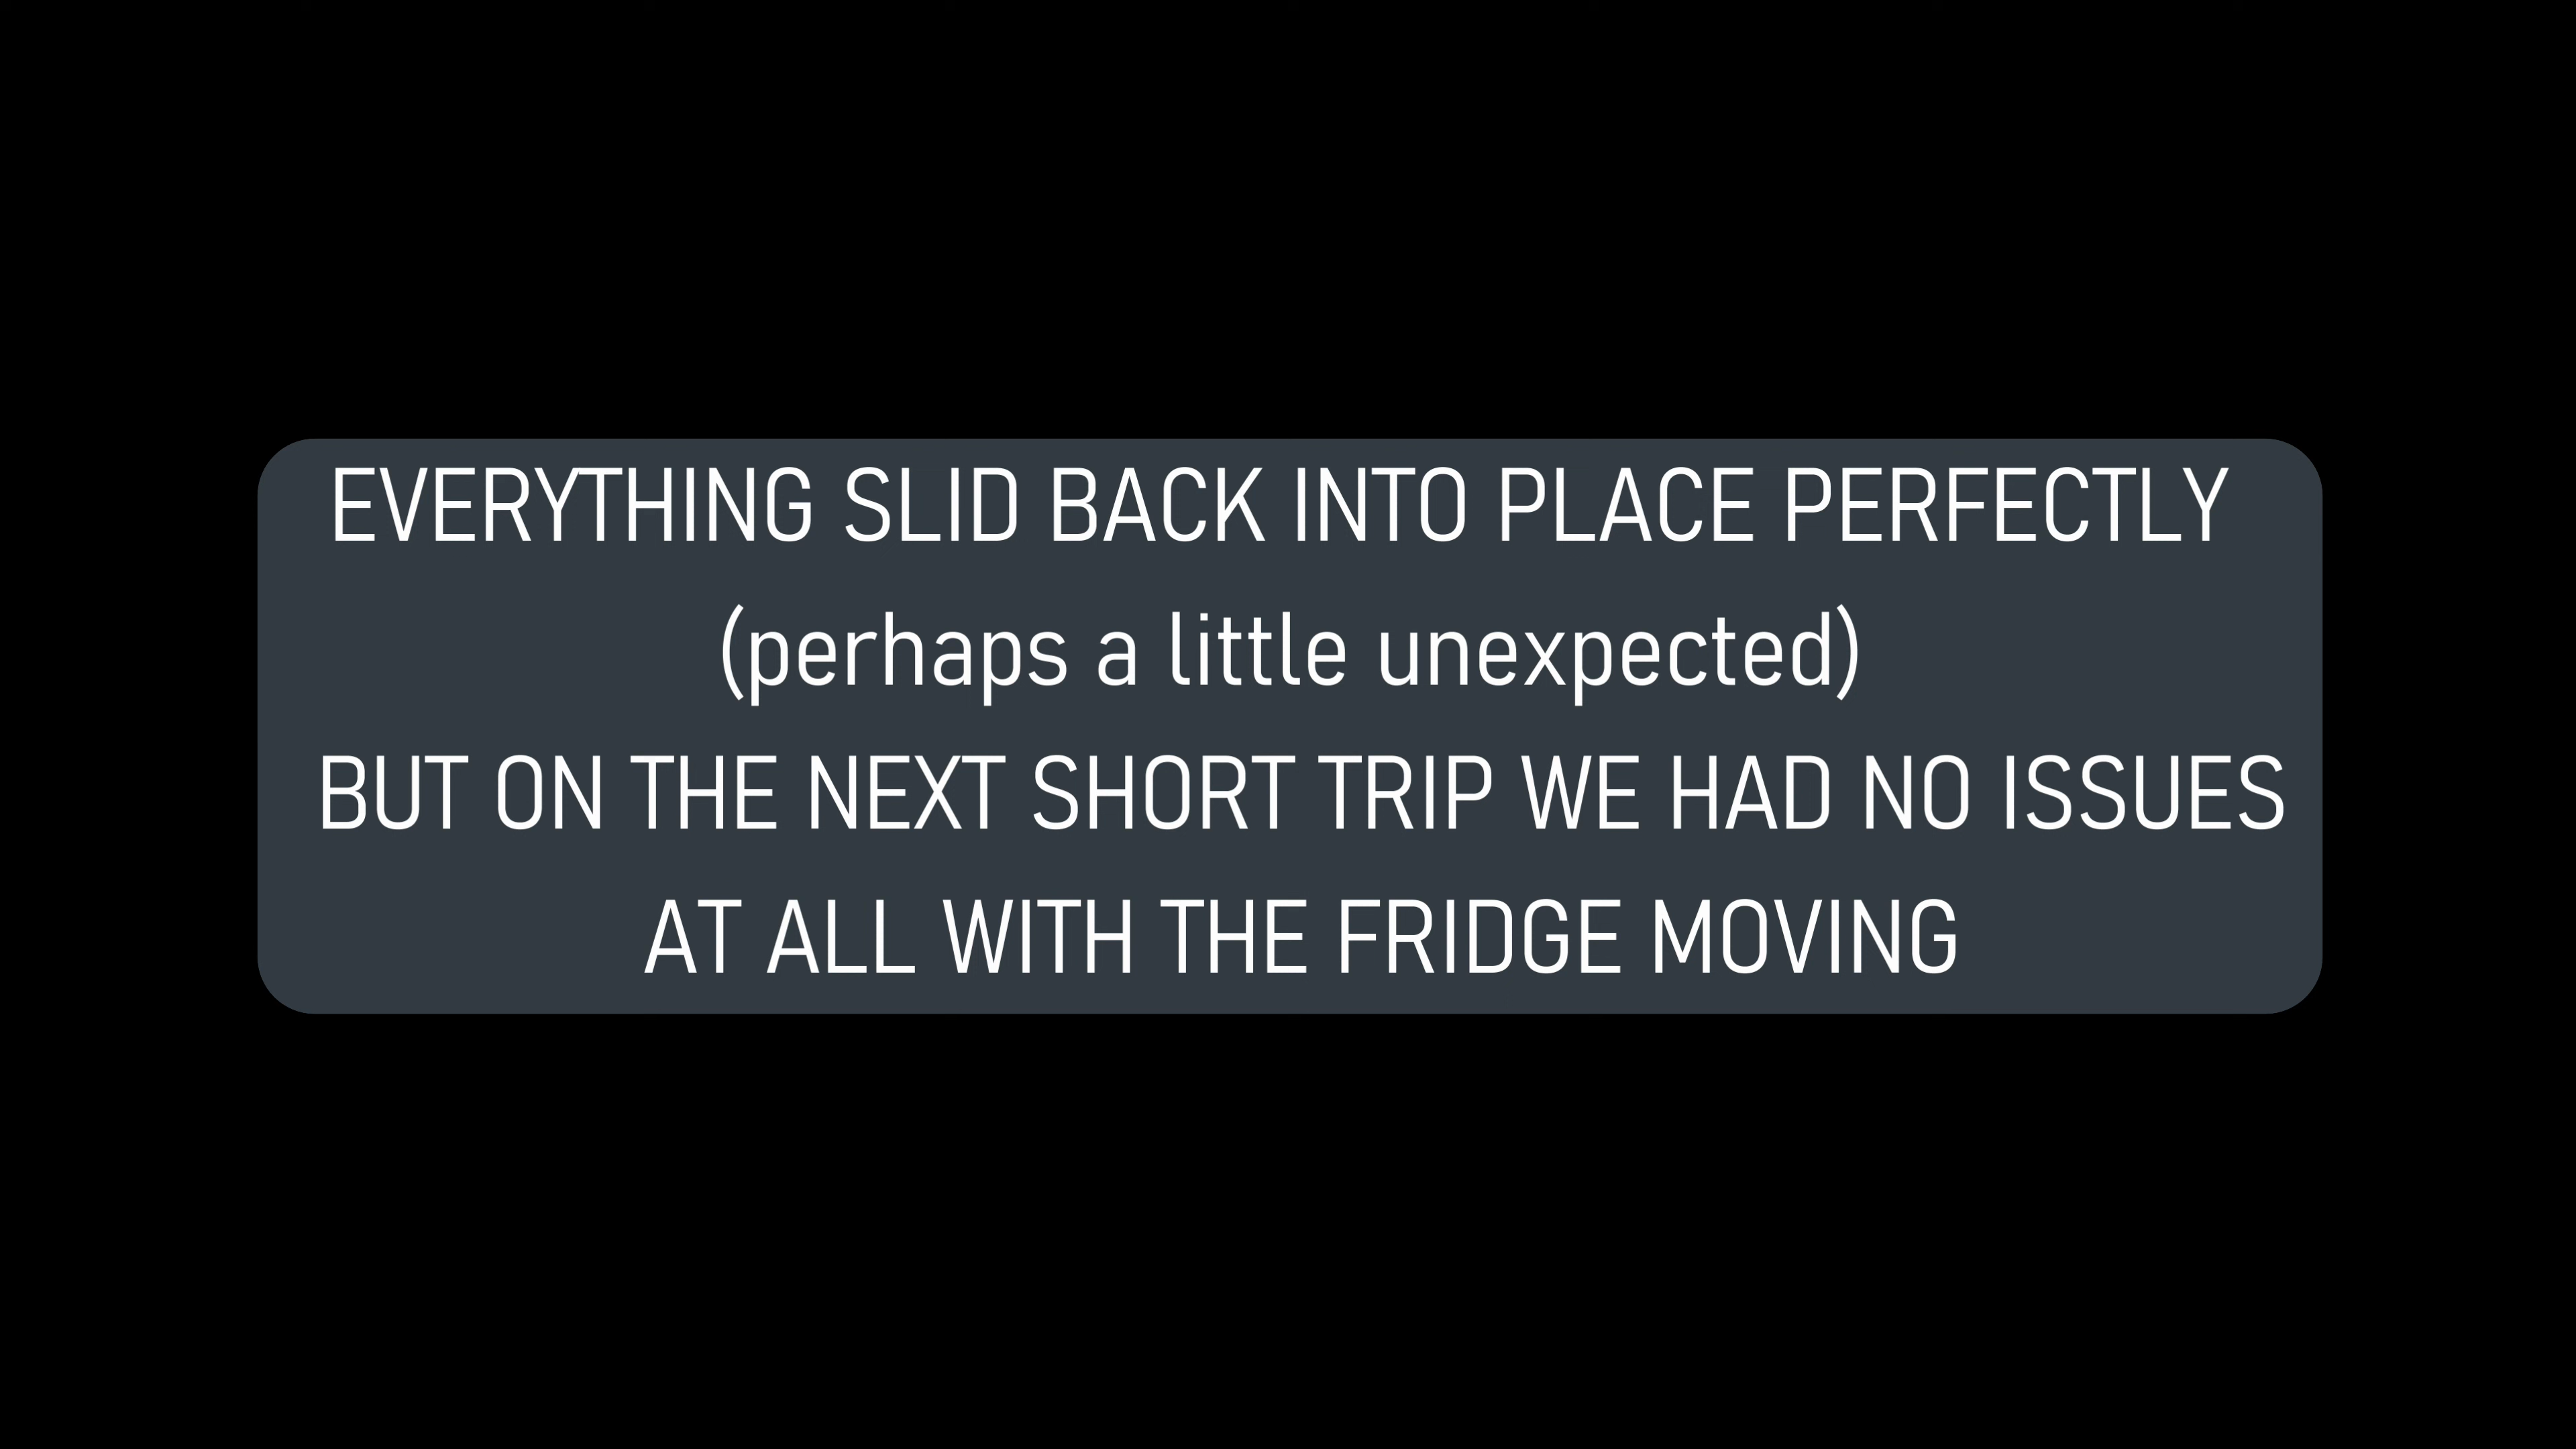 EVERYTHING SLID BACK INTO PLACE PERFECTLY
(perhaps a little unexpected)
BUT ON THE NEXT SHORT TRIP WE HAD NO ISSUES
AT ALL WITH THE FRIDGE MOVING